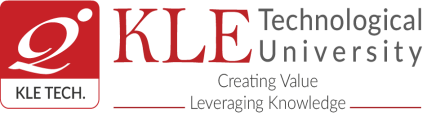 KLE TECH.
KLE Technological
University
Creating Value
Leveraging Knowledge